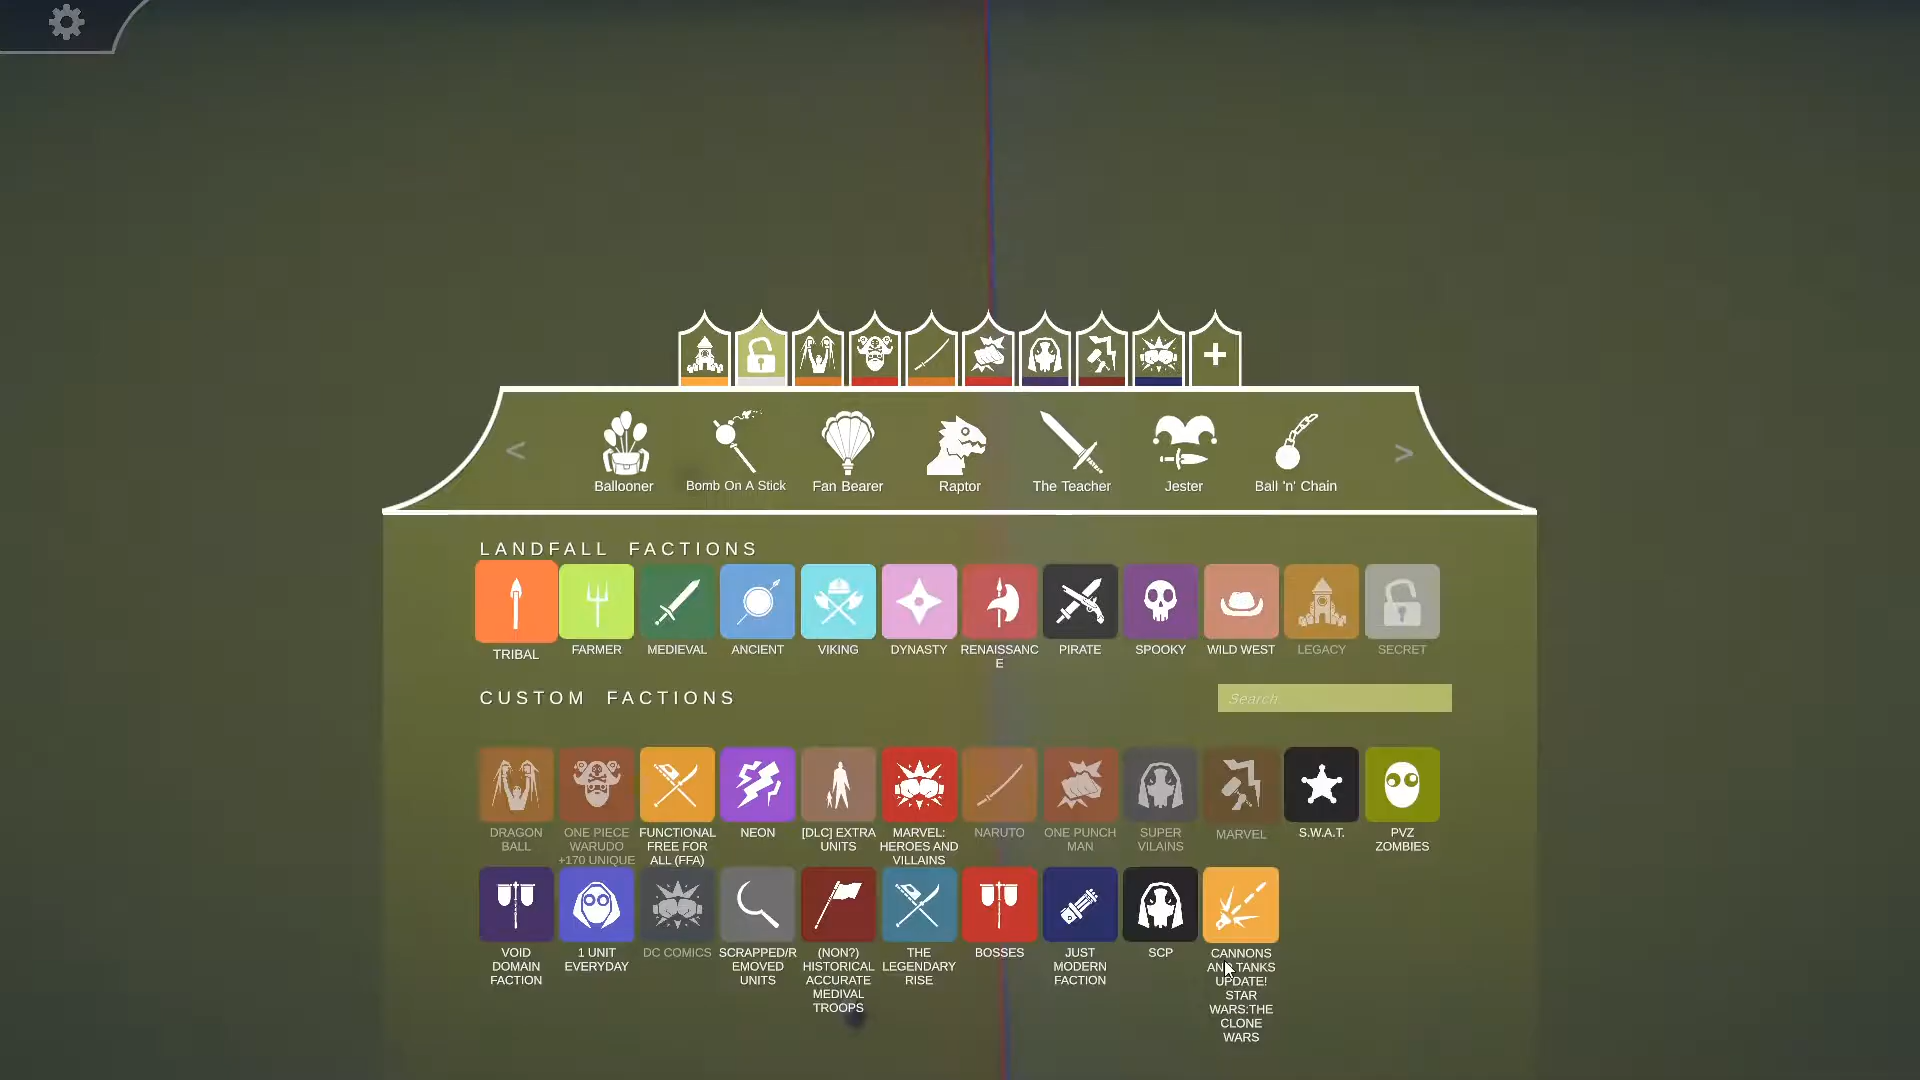 Ballooner
Bomb On A Stick
Fan Bearer
Raptor
The Teacher
Jester
Ball 'n' Chain
LANDFALL FACTIONS
TRIBAL
FARMER
MEDIEVAL
ANCIENT
VIKING
DYNASTY
RENAISSANC
E
PIRATE
SPOOKY
WILD WEST
LEGACY
SECRET
CUSTOM FACTIONS
Search
DRAGON
BALL
ONE PIECE
WARUDO
+170 UNIQUE
FUNCTIONAL
FREE FOR
ALL (FFA)
NEON
[DLC] EXTRA
UNITS
MARVEL:
HEROES AND
VILLAINS
NARUTO
ONE PUNCH
MAN
SUPER
VILAINS
MARVEL
S.W.A.T.
PVZ
ZOMBIES
VOID
DOMAIN
FACTION
1 UNIT
EVERYDAY
DC COMICS
SCRAPPED/R
EMOVED
UNITS
(NON?)
HISTORICAL
ACCURATE
MEDIVAL
TROOPS
THE
LEGENDARY
RISE
BOSSES
JUST
MODERN
FACTION
SCP
CANNONS
AND TANKS
UPDATE!
STAR
WARS:THE
CLONE
WARS